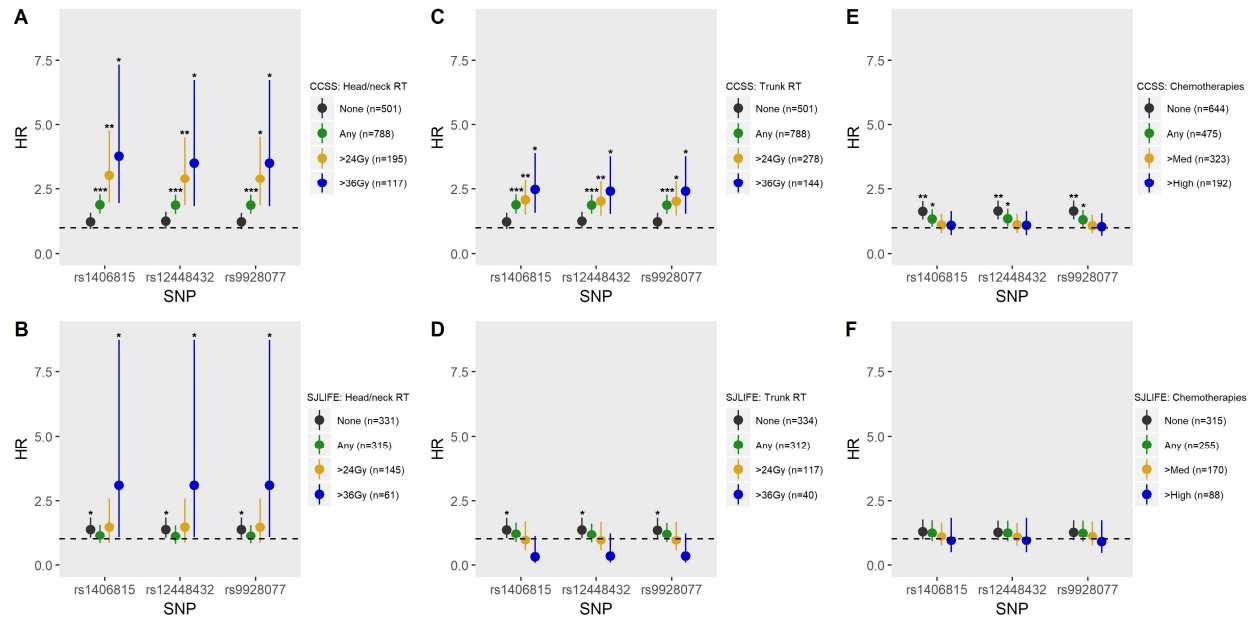 A
HR
7.5
5.0
2.5
0.0
* ** *** * ** *** * * ***
rs1406815 rs12448432 rs9928077
SNP
CCSS: Head/neck RT
None (n=501)
Any (n=788)
>24Gy (n=195)
>36Gy (n=117)
C
HR
7.5
5.0
2.5
0.0
*** ** * *** ** * *** * *
rs1406815 rs12448432 rs9928077
SNP
CCSS: Trunk RT
None (n=501)
Any (n=788)
>24Gy (n=278)
>36Gy (n=144)
E
HR
7.5
5.0
2.5
0.0
** * ** * ** *
rs1406815 rs12448432 rs9928077
SNP
CCSS: Chemotherapies
None (n=644)
Any (n=475)
>Med (n=323)
>High (n=192)
B
HR
7.5
5.0
2.5
0.0
* * * * * *
rs1406815 rs12448432 rs9928077
SNP
SJLIFE: Head/neck RT
None (n=331)
Any (n=315)
>24Gy (n=145)
>36Gy (n=61)
D
HR
7.5
5.0
2.5
0.0
* * *
rs1406815 rs12448432 rs9928077
SNP
SJLIFE: Trunk RT
None (n=334)
Any (n=312)
>24Gy (n=117)
>36Gy (n=40)
F
HR
7.5
5.0
2.5
0.0
rs1406815 rs12448432 rs9928077
SNP
SJLIFE: Chemotherapies
None (n=315)
Any (n=255)
>Med (n=170)
>High (n=88)